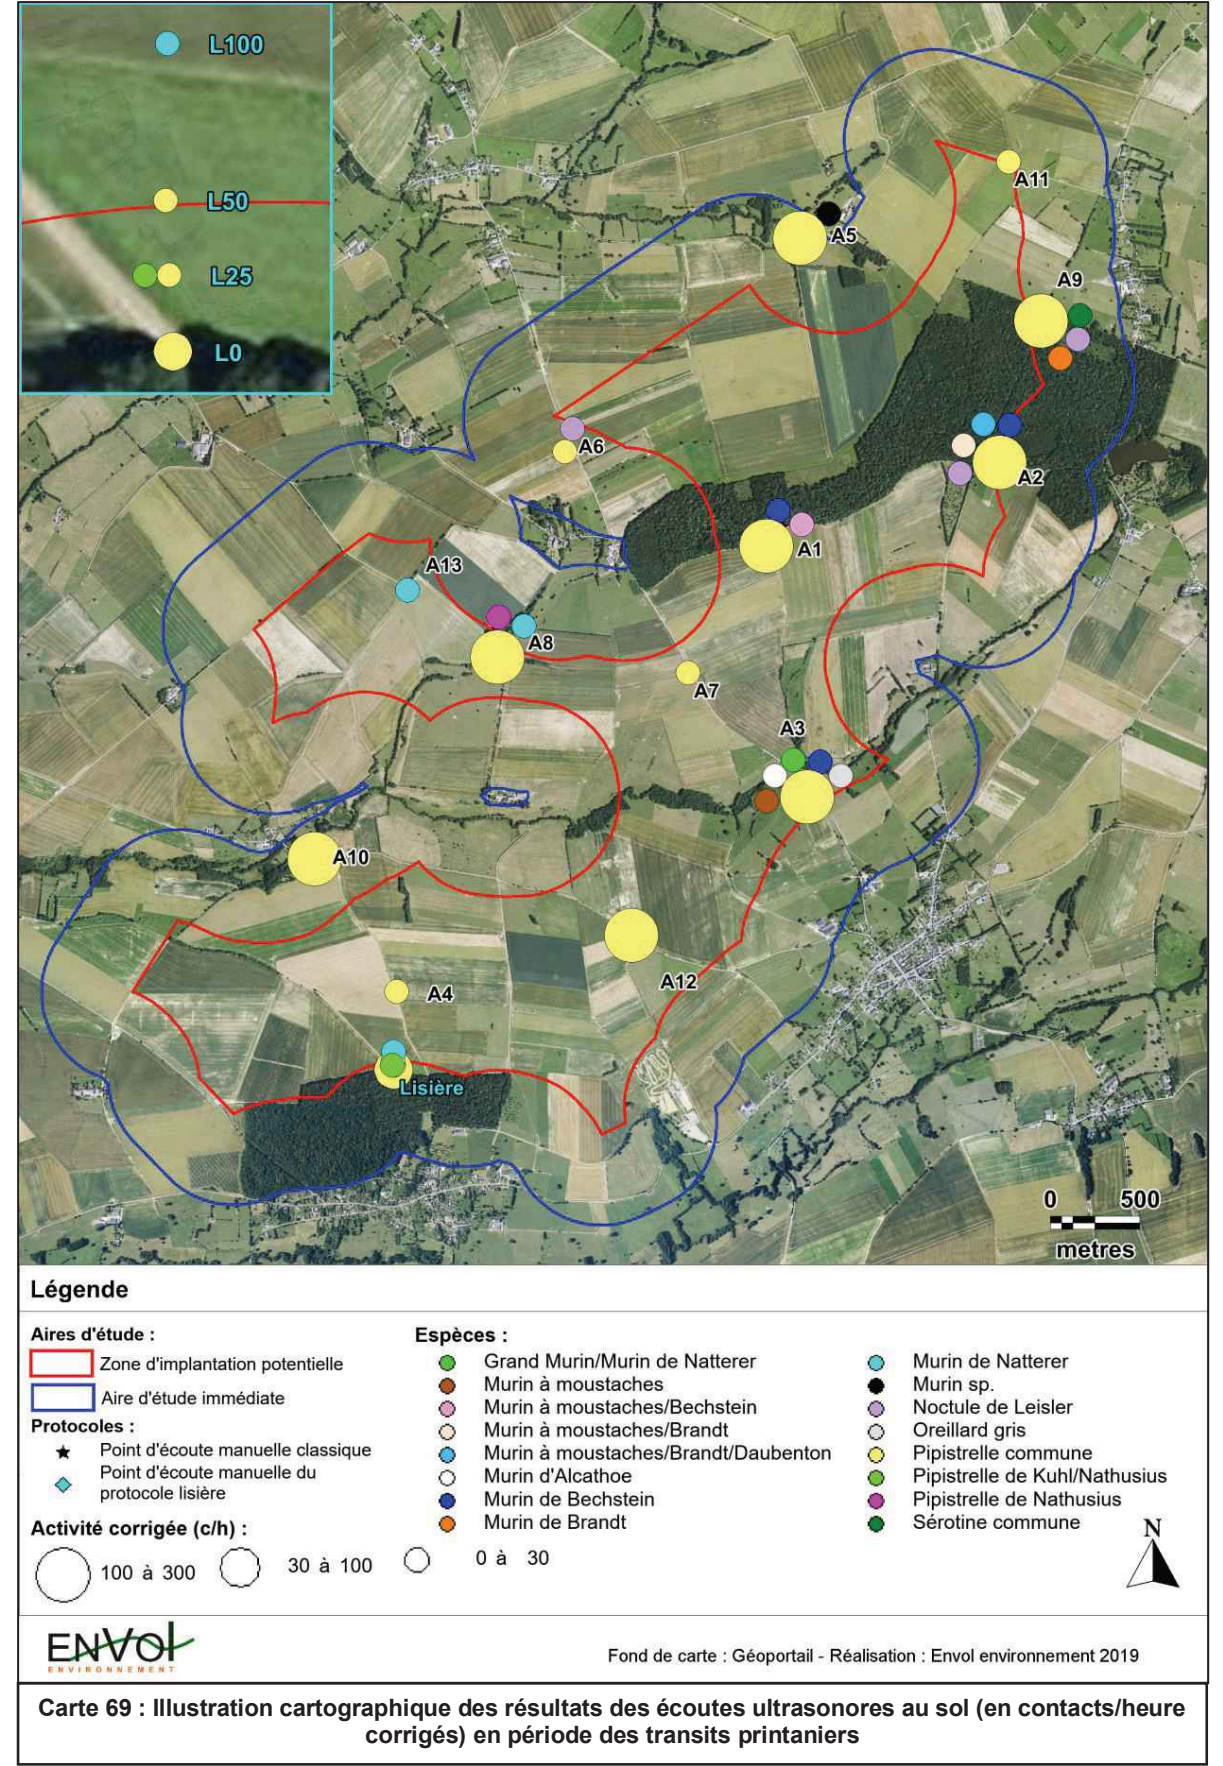 L100
L50
L25
L0
A11
A5
A9
A6
A2
A1
A13
A8
A7
A3
A10
A12
A4
Lisière
0 500
metres
Légende
Aires d'étude :
Zone d'implantation potentielle
Aire d'étude immédiate
Protocoles :
Point d'écoute manuelle classique
Point d'écoute manuelle du
protocole lisière
Activité corrigée (c/h) :
100 à 300
30 à 100
0 à 30
Espèces :
Grand Murin/Murin de Natterer
Murin à moustaches
Murin à moustaches/Bechstein
Murin à moustaches/Brandt
Murin à moustaches/Brandt/Daubenton
Murin d'Alcathoe
Murin de Bechstein
Murin de Brandt
Murin de Natterer
Murin sp.
Noctule de Leisler
Oreillard gris
Pipistrelle commune
Pipistrelle de Kuhl/Nathusius
Pipistrelle de Nathusius
Sérotine commune
N
ENVOl
ENVIRONNEMENT
Fond de carte : Géoportail - Réalisation : Envol environnement 2019
Carte 69 : Illustration cartographique des résultats des écoutes ultrasonores au sol (en contacts/heure
corrigés) en période des transits printaniers